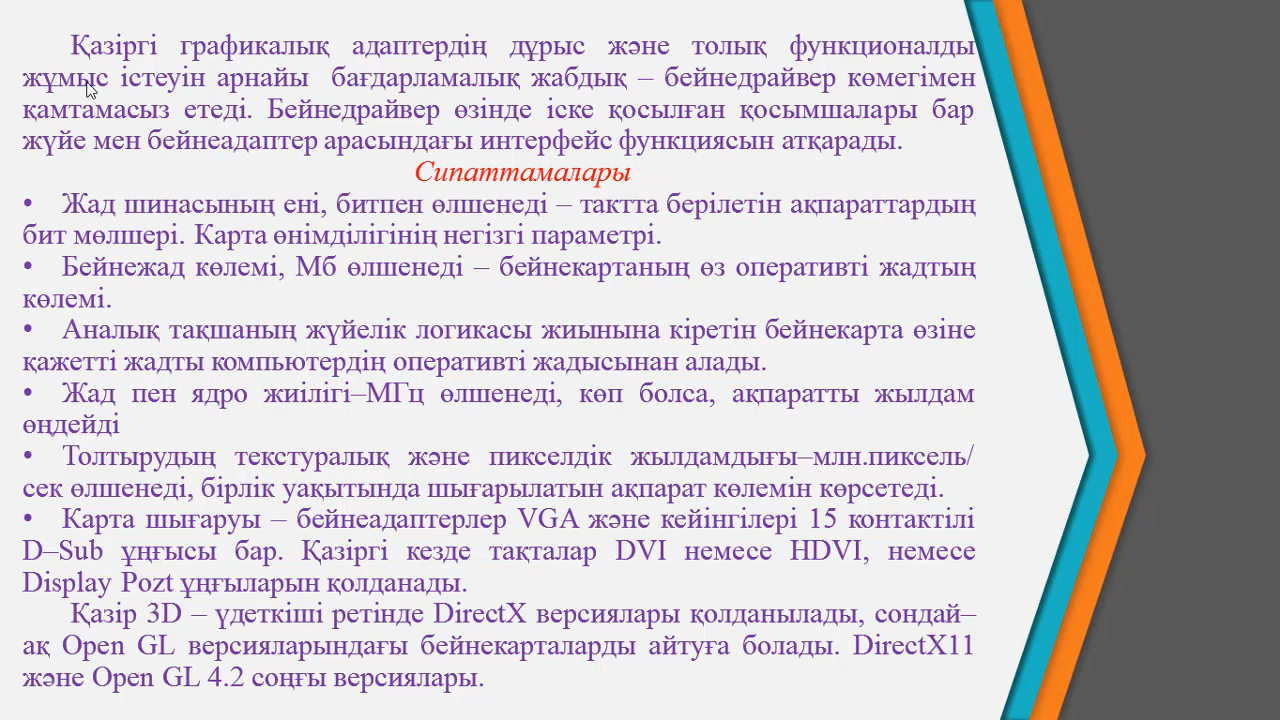 Қазіргі графикалық адаптердің дұрыс және толық функционалды
жұмыс істеуін арнайы бағдарламалық жабдық – бейнедрайвер көмегімен
қамтамасыз етеді. Бейнедрайвер өзінде іске қосылған қосымшалары бар
жүйе мен бейнеадаптер арасындағы интерфейс функциясын атқарады.
Сипаттамалары
• Жад шинасының ені, битпен өлшенеді – тактта берілетін ақпараттардың
бит мөлшері. Карта өнімділігінің негізгі параметрі.
• Бейнежад көлемі, Мб өлшенеді – бейнекартаның өз оперативті жадтың
көлемі.
• Аналық тақшаның жүйелік логикасы жиынына кіретін бейнекарта өзіне
қажетті жадты компьютердің оперативті жадысынан алады.
• Жад пен ядро жиілігі–МГц өлшенеді, көп болса, ақпаратты жылдам
өңдейді
• Толтырудың текстуралық және пикселдік жылдамдығы–млн.пиксель/
сек өлшенеді, бірлік уақытында шығарылатын ақпарат көлемін көрсетеді.
• Карта шығаруы – бейнеадаптерлер VGA және кейінгілері 15 контактілі
D–Sub ұңғысы бар. Қазіргі кезде тақталар DVI немесе HDVI, немесе
Display Pozt ұңғыларын қолданады.
Қазір 3D – үдеткіші ретінде DirectX версиялары қолданылады, сондай–
ақ Open GL версияларындағы бейнекарталарды айтуға болады. DirectX11
және Open GL 4.2 соңғы версиялары.